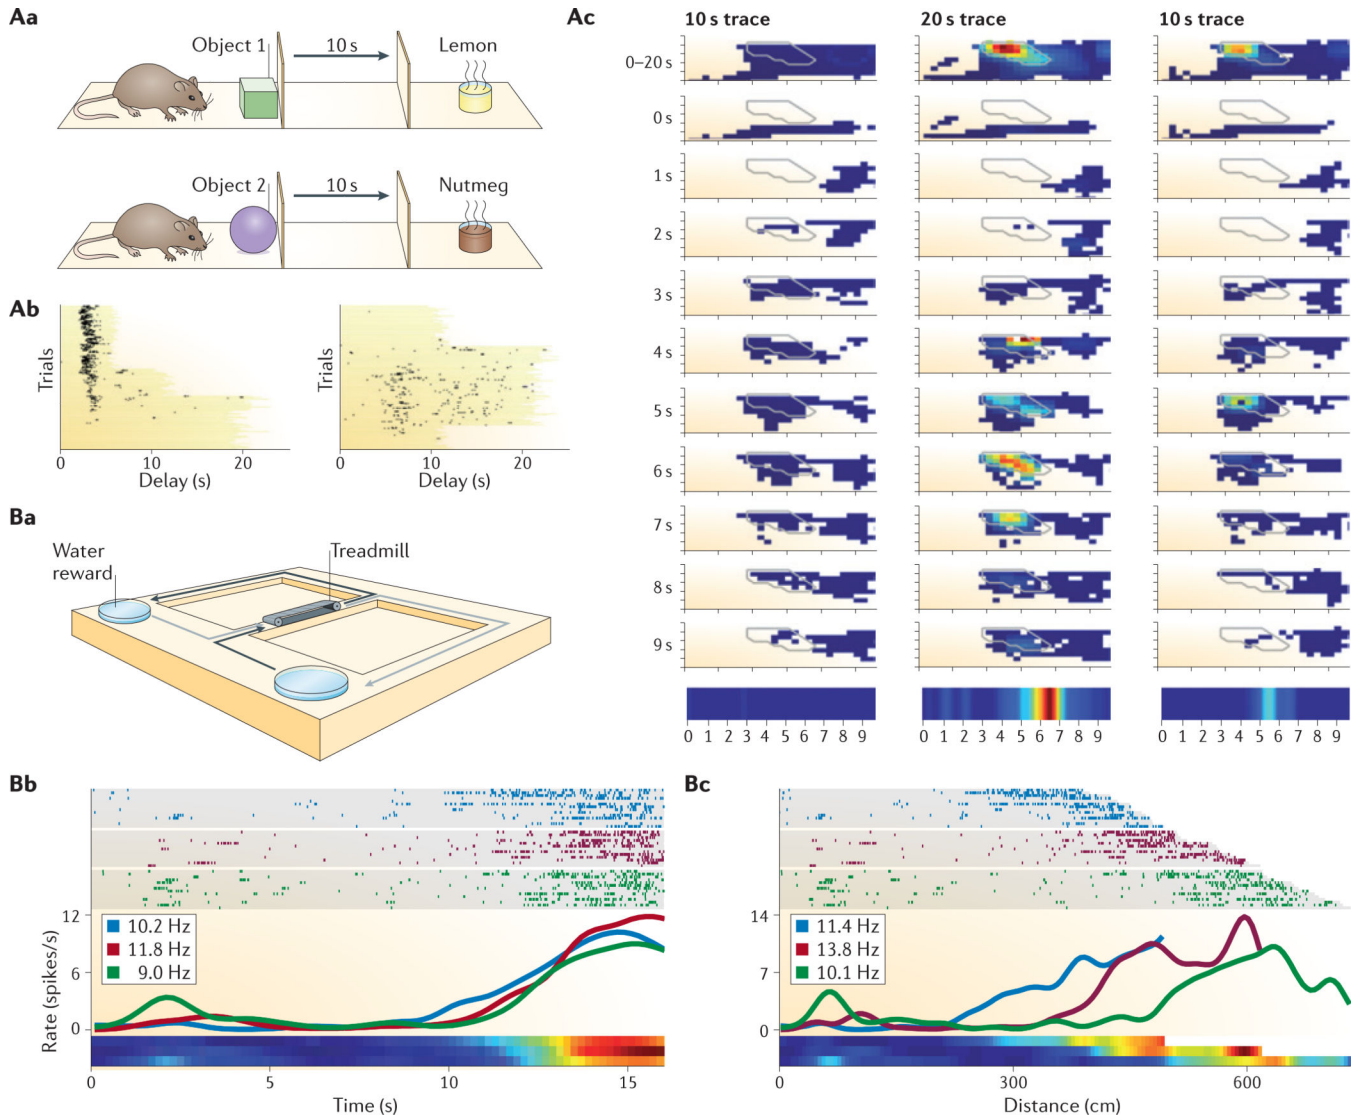 Aa
Object 1
10 s
Lemon
Object 2
10 s
Nutmeg
Ab
Trials
0 10 20
Delay (s)
Trials
0 10 20
Delay (s)
Ac
10 s trace 20 s trace 10 s trace
0–20 s
0 s
1 s
2 s
3 s
4 s
5 s
6 s
7 s
8 s
9 s
0 1 2 3 4 5 6 7 8 9
0 1 2 3 4 5 6 7 8 9
0 1 2 3 4 5 6 7 8 9
Ba
Water
reward
Treadmill
Bb
Rate (spikes/s)
12
6
0
10.2 Hz
11.8 Hz
9.0 Hz
0 5 10 15
Time (s)
Bc
14
7
0
11.4 Hz
13.8 Hz
10.1 Hz
0 300 600
Distance (cm)